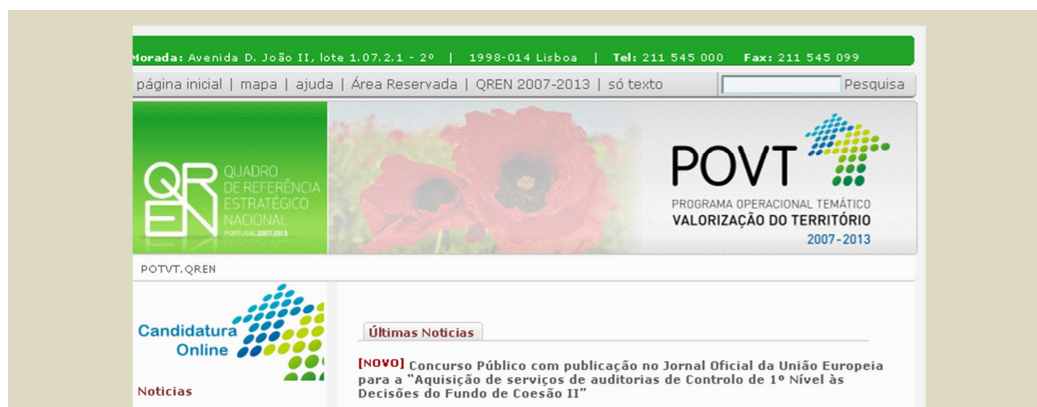 Morada: Avenida D. João II, lote 1.07.2.1 - 2º | 1998-014 Lisboa | Tel: 211 545 000 Fax: 211 545 099
página inicial | mapa | ajuda | Área Reservada | QREN 2007-2013 | só texto Pesquisa
QREN
QUADRO
DE REFERÊNCIA
ESTRATÉGICO
NACIONAL
PORTUGAL 2007.2013
POVT
PROGRAMA OPERACIONAL TEMÁTICO
VALORIZAÇÃO DO TERRITÓRIO
2007-2013
POTVT.QREN
Candidatura
Online
Noticias
Últimas Noticias
[NOVO] Concurso Público com publicação no Jornal Oficial da União Europeia
para a "Aquisição de serviços de auditorias de Controlo de 1º Nível às
Decisões do Fundo de Coesão II"